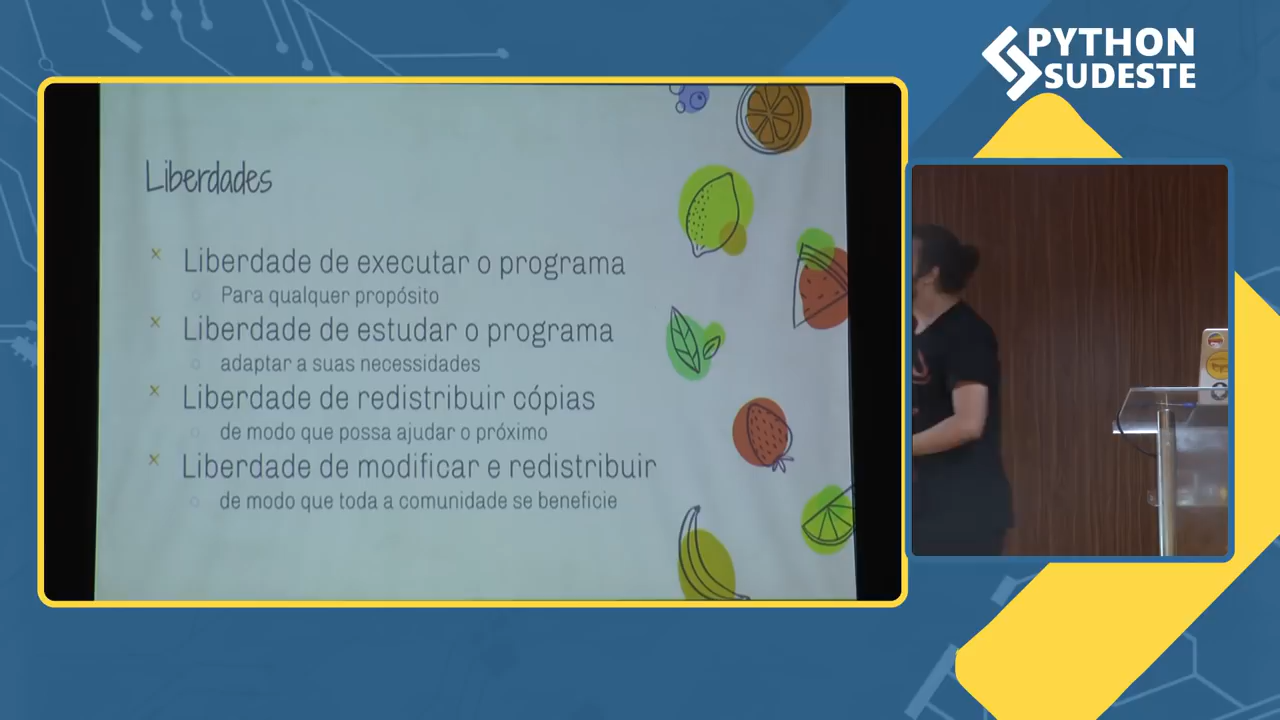 PYTHON
SUDESTE
Liberdades
Liberdade de executar o programa
Para qualquer propósito
Liberdade de estudar o programa
adaptar a suas necessidades
Liberdade de redistribuir cópias
de modo que possa ajudar o próximo
Liberdade de modificar e redistribuir
de modo que toda a comunidade se beneficie